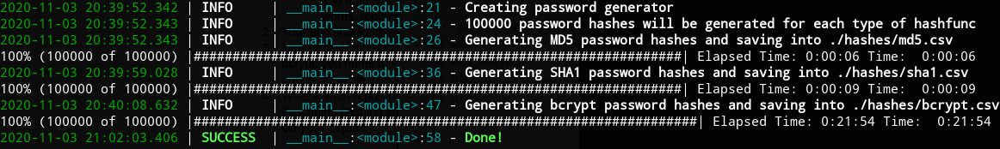 2020-11-03 20:39:52.342 | INFO     | __main__:<module>:21 - Creating password generator
2020-11-03 20:39:52.343 | INFO     | __main__:<module>:24 - 100000 password hashes will be generated for each type of hashfunc
2020-11-03 20:39:52.343 | INFO     | __main__:<module>:26 - Generating MD5 password hashes and saving into ./hashes/md5.csv
100% (100000 of 100000) |###############################################################| Elapsed Time: 0:00:06 Time:  0:00:06
2020-11-03 20:39:59.028 | INFO     | __main__:<module>:36 - Generating SHA1 password hashes and saving into ./hashes/sha1.csv
100% (100000 of 100000) |###############################################################| Elapsed Time: 0:00:09 Time:  0:00:09
2020-11-03 20:40:08.632 | INFO     | __main__:<module>:47 - Generating bcrypt password hashes and saving into ./hashes/bcrypt.csv
100% (100000 of 100000) |#################################################################| Elapsed Time: 0:21:54 Time:  0:21:54
2020-11-03 21:02:03.406 | SUCCESS  | __main__:<module>:58 - Done!